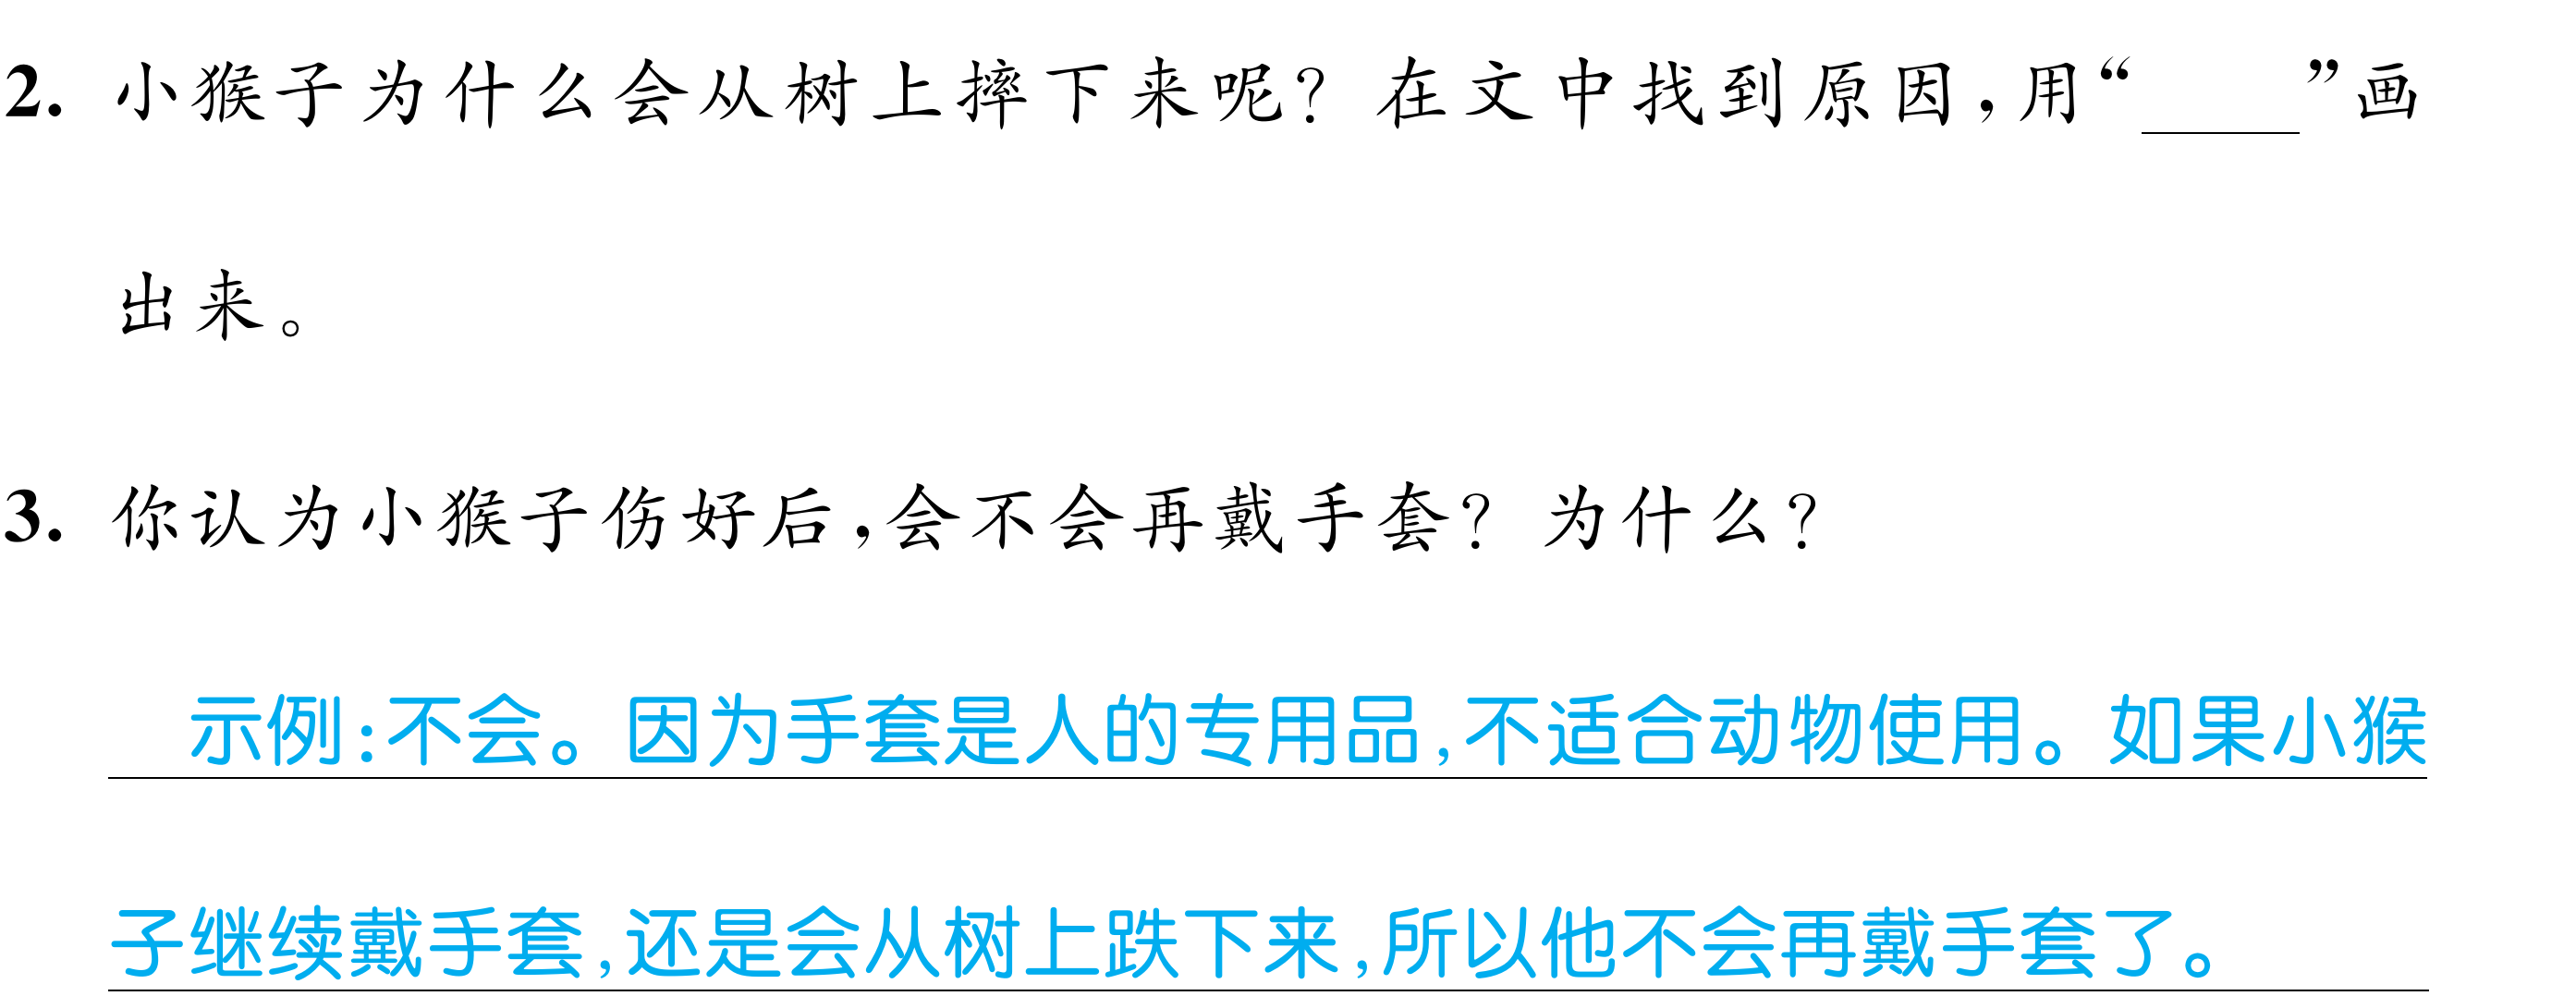 2. 小猴子为什么会从树上摔下来呢？在文中找到原因，用“_____”画
出来。
3. 你认为小猴子伤好后，会不会再戴手套？为什么？
示例：不会。因为手套是人的专用品，不适合动物使用。如果小猴
子继续戴手套，还是会从树上跌下来，所以他不会再戴手套了。